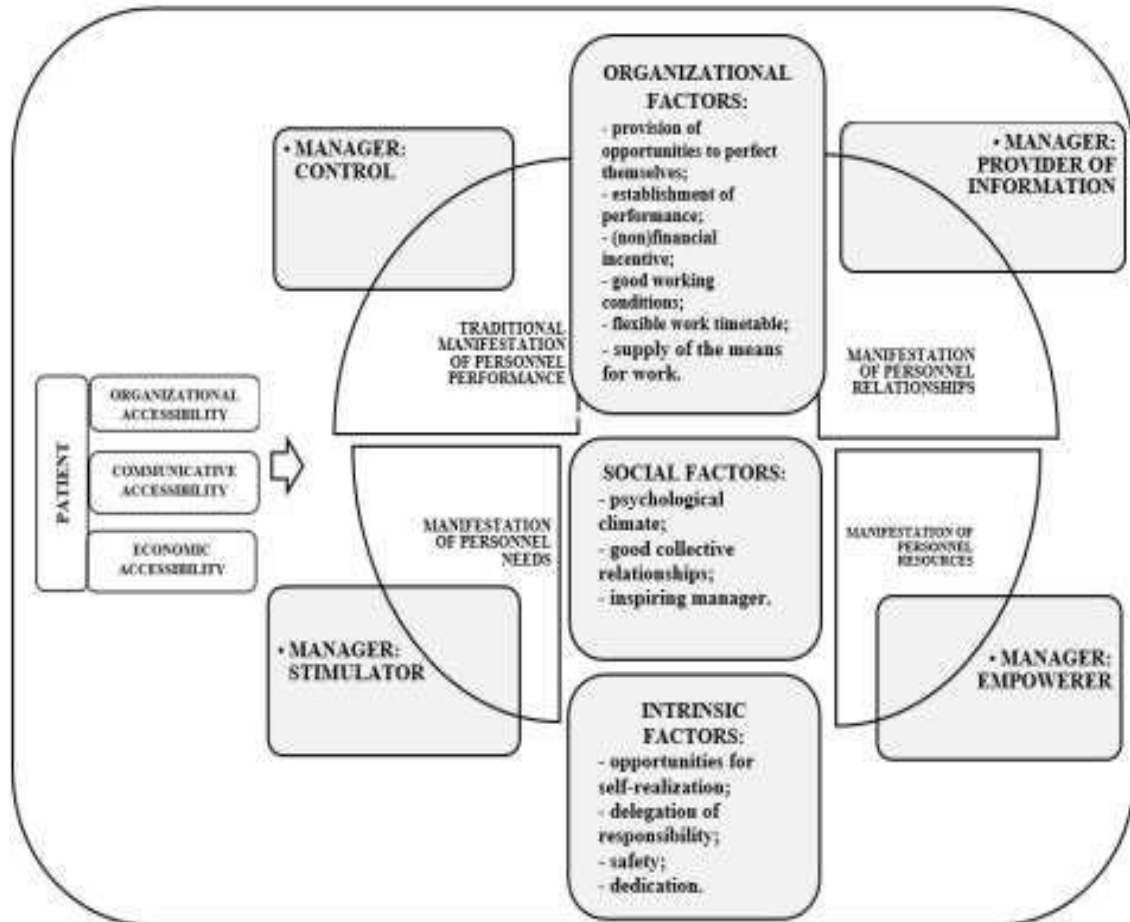 ORGANIZATIONAL
FACTORS:
- provision of
opportunities to perfect
themselves;
- establishment of
performance;
- (non)financial
incentive;
- good working
conditions;
- flexible work timetable;
- supply of the means
for work.
• MANAGER:
CONTROL
• MANAGER:
PROVIDER OF
INFORMATION
TRADITIONAL
MANIFESTATION
OF PERSONNEL
PERFORMANCE
MANIFESTATION
OF PERSONNEL
RELATIONSHIPS
PATIENT
ORGANIZATIONAL
ACCESSIBILITY
COMMUNICATIVE
ACCESSIBILITY
ECONOMIC
ACCESSIBILITY
MANIFESTATION
OF PERSONNEL
NEEDS
SOCIAL FACTORS:
- psychological
climate;
- good collective
relationships;
- inspiring manager.
MANIFESTATION OF
PERSONNEL
RESOURCES
• MANAGER:
STIMULATOR
• MANAGER:
EMPOWERER
INTRINSIC
FACTORS:
- opportunities for
self-realization;
- delegation of
responsibility;
- safety;
- dedication.